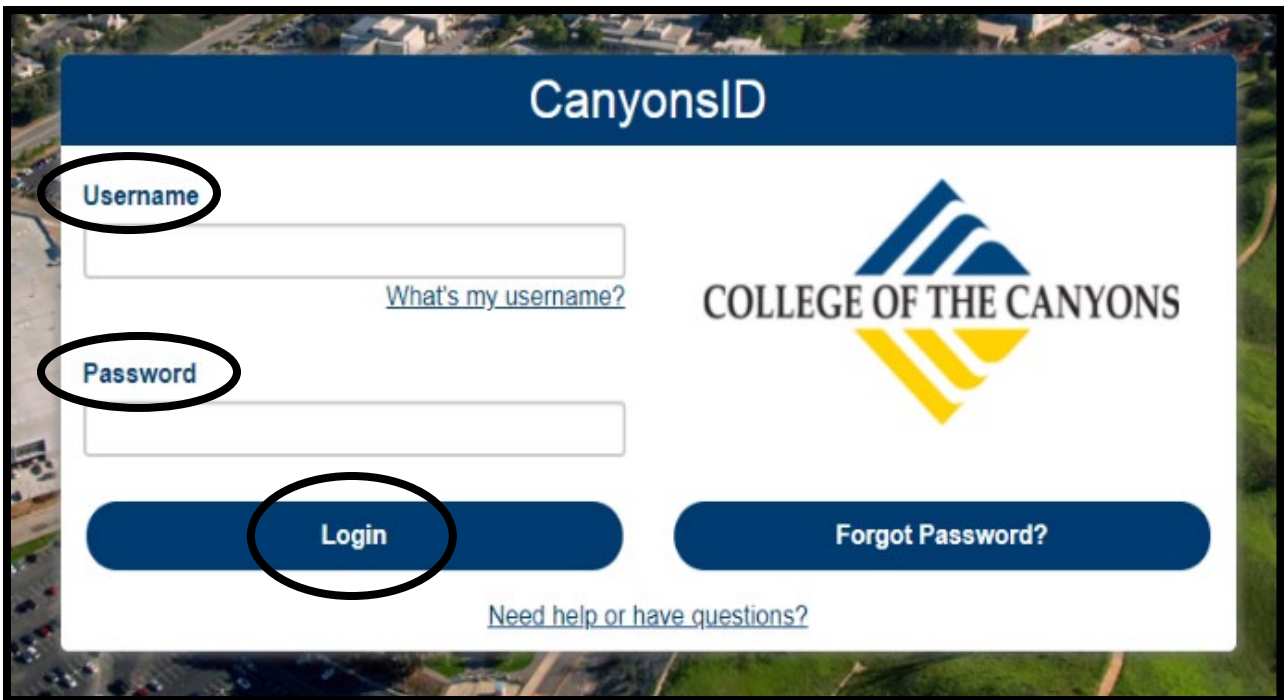 CanyonsID
Username
What's my username?
Password
Login
COLLEGE OF THE CANYONS
Forgot Password?
Need help or have questions?